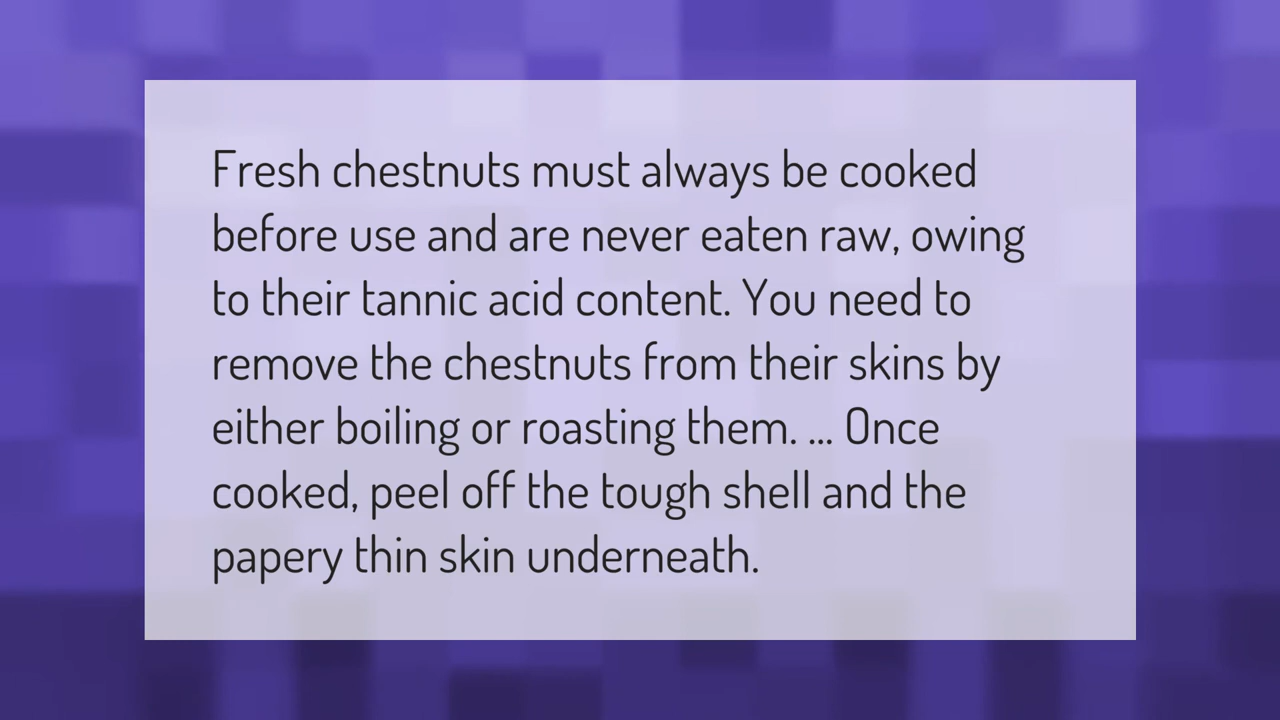 Fresh chestnuts must always be cooked
before use and are never eaten raw, owing
to their tannic acid content. You need to
remove the chestnuts from their skins by
either boiling or roasting them. ... Once
cooked, peel off the tough shell and the
papery thin skin underneath.